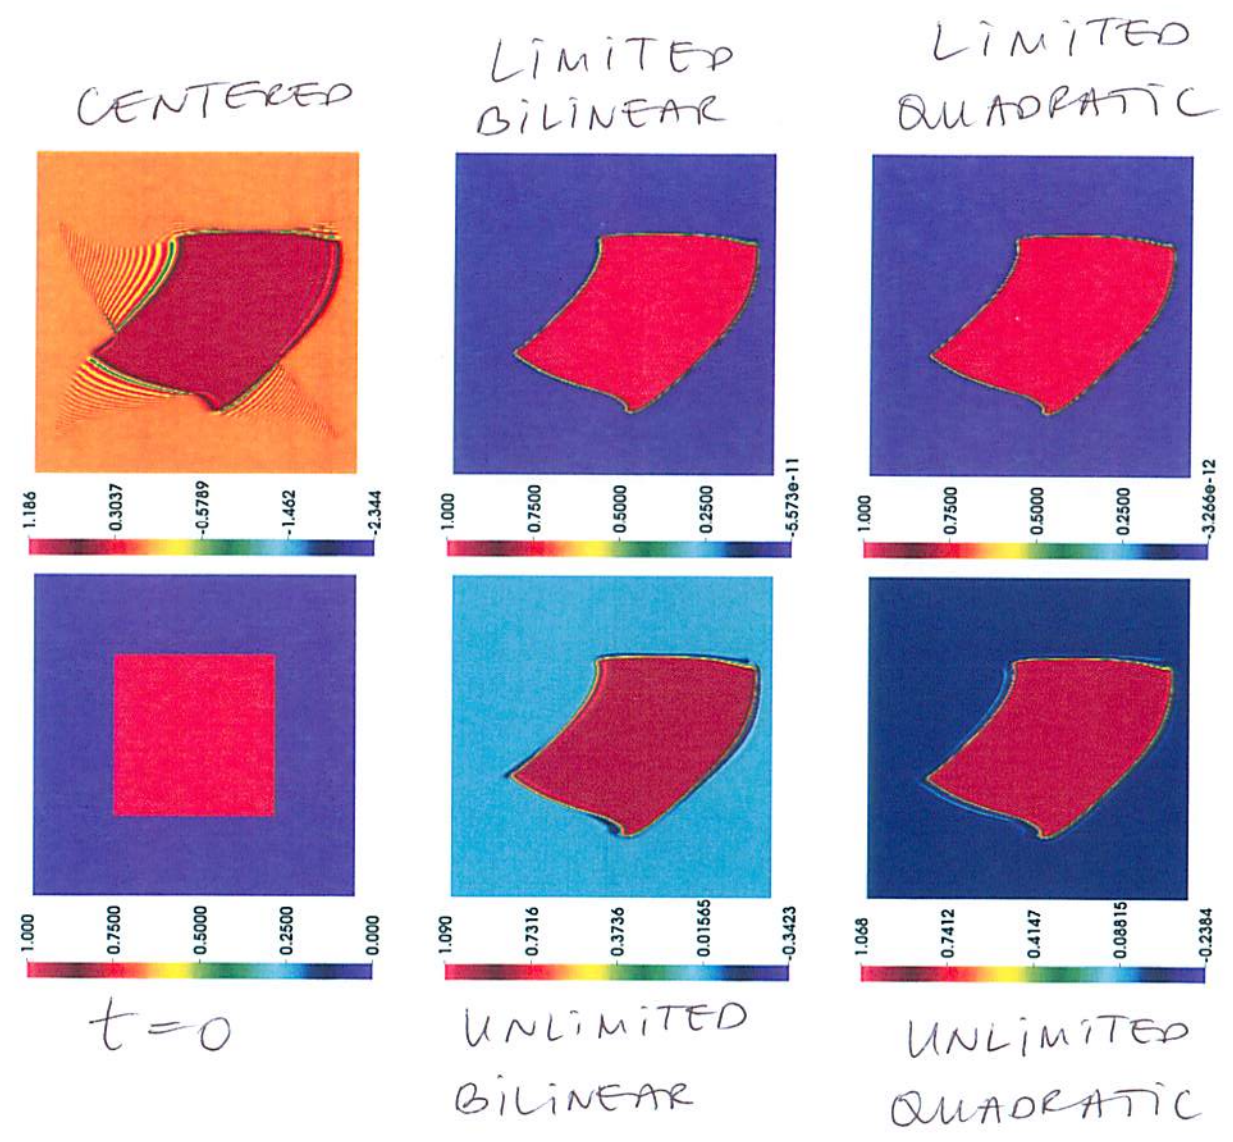 CENTERED
LIMITED
BILINEAR
LIMITED
QUADRATIC
1.186
0.3037
-0.5789
-1.462
-2.344
1.000
0.7500
0.5000
0.2500
-5.573e-11
1.000
0.7500
0.5000
0.2500
-3.266e-12
1.000
0.7500
0.5000
0.2500
0.000
1.090
0.7316
0.3736
0.01565
-0.3423
1.068
0.7412
0.4147
0.08815
-0.2384
t=0
UNLIMITED
BILINEAR
UNLIMITED
QUADRATIC